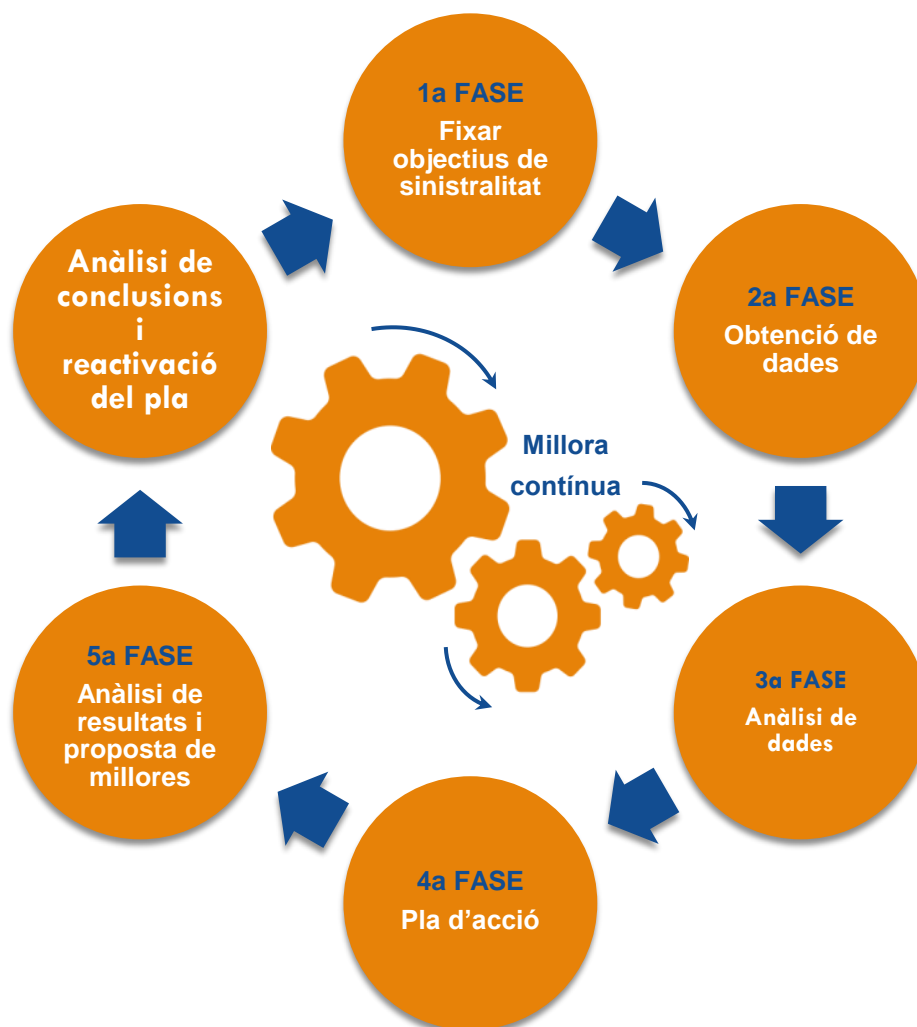 1a FASE
Fixar
objectius de
sinistralitat
2a FASE
Obtenció de
dades
3a FASE
Anàlisi de
dades
4a FASE
Pla d’acció
5a FASE
Anàlisi de
resultats i
proposta de
millores
Anàlisi de
conclusions
i
reactivació
del pla
Millora
contínua